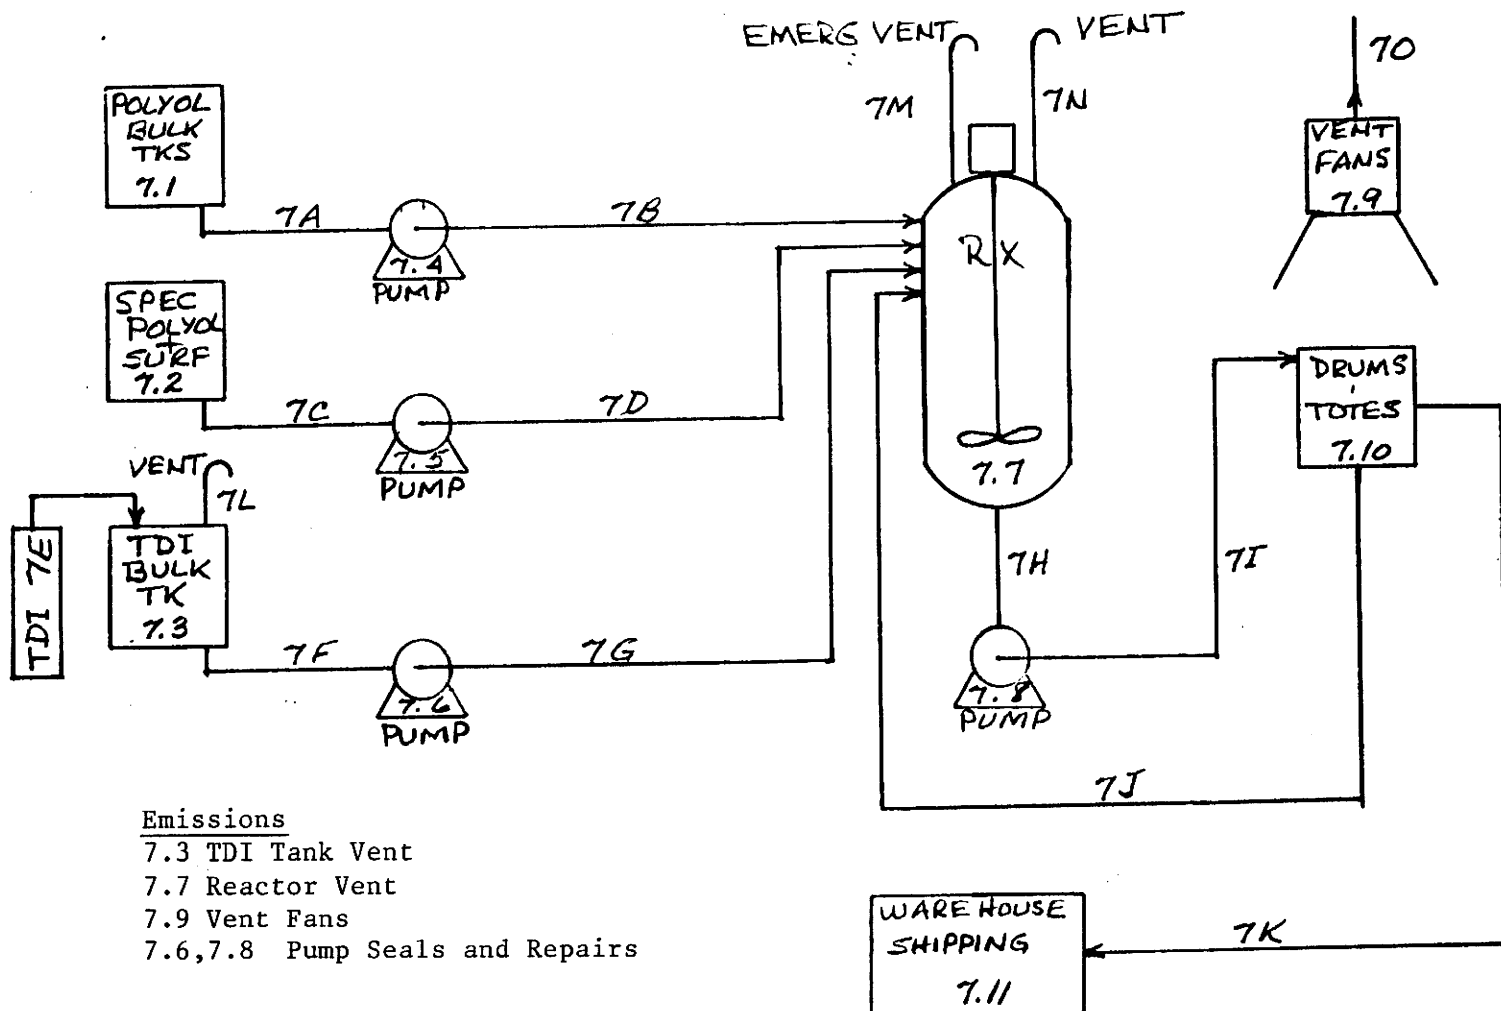 EMERG VENT
VENT
7M
7N
7O
POLYOL
BULK
TKS
7.1
7A
7B
7.4
PUMP
VENT
FANS
7.9
RX
SPEC
POLYOL
+
SURF
7.2
7C
7D
7.5
PUMP
DRUMS
TOTES
7.10
7.7
VENT
7L
TDI 7E
TDI
BULK
TK
7.3
7F
7G
7.6
PUMP
7H
7I
7.8
PUMP
7J
Emissions
7.3 TDI Tank Vent
7.7 Reactor Vent
7.9 Vent Fans
7.6,7.8 Pump Seals and Repairs
WAREHOUSE
SHIPPING
7.11
7K